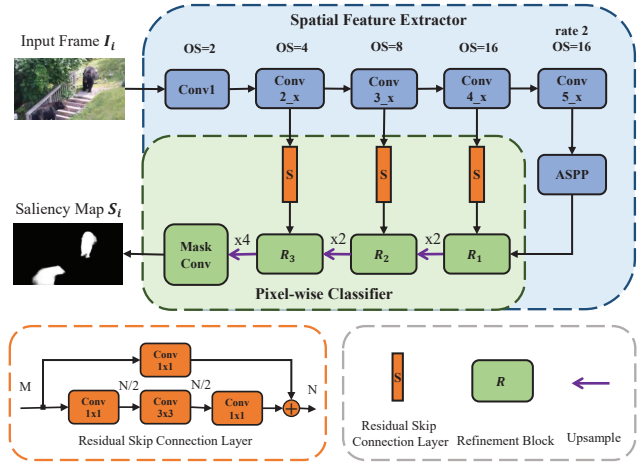 Spatial Feature Extractor
Input Frame I_i
OS=2
OS=4
OS=8
OS=16
rate 2
OS=16
Conv1
Conv
2_x
Conv
3_x
Conv
4_x
Conv
5_x
S
S
S
ASPP
Saliency Map S_i
Mask
Conv
x4
R_3
x2
R_2
x2
R_1
Pixel-wise Classifier
Conv
1x1
M
N/2
N/2
N
Conv
1x1
Conv
3x3
Conv
1x1
Residual Skip Connection Layer
S
R
Residual Skip
Connection Layer
Refinement Block
Upsample